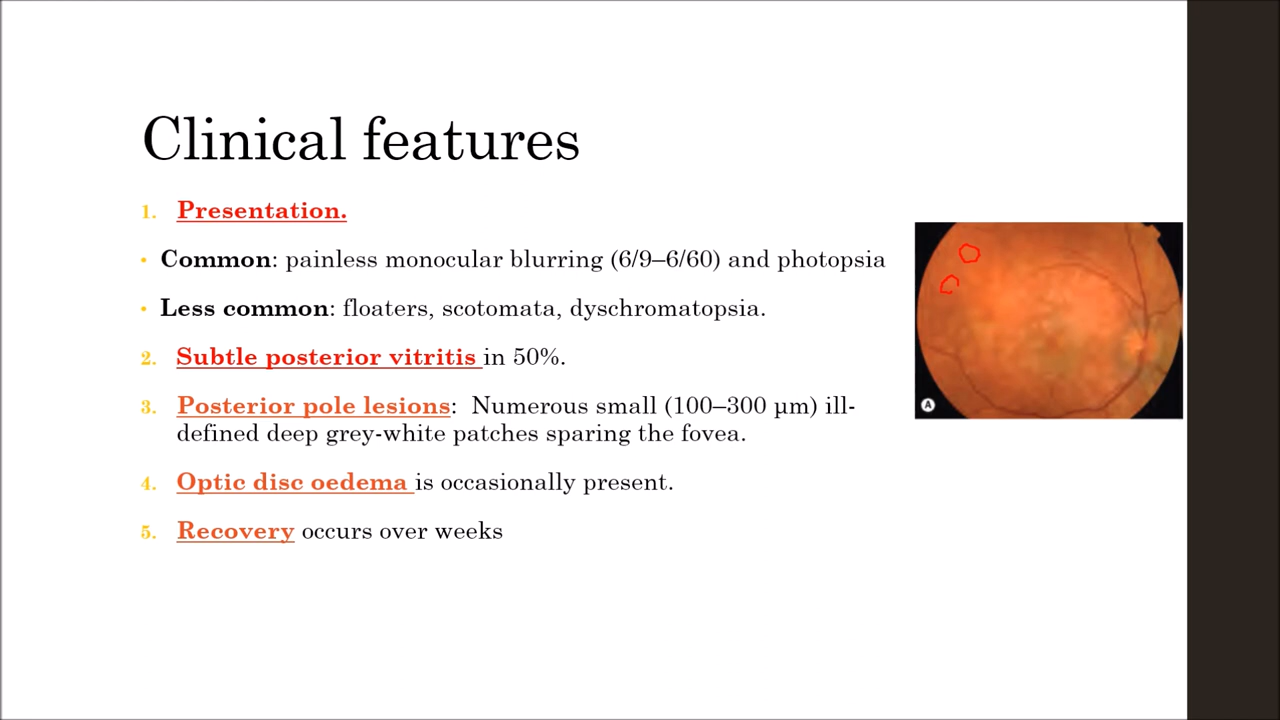 Clinical features
1. Presentation.
• Common: painless monocular blurring (6/9–6/60) and photopsia
• Less common: floaters, scotomata, dyschromatopsia.
2. Subtle posterior vitritis in 50%.
3. Posterior pole lesions:  Numerous small (100–300 µm) ill-
defined deep grey-white patches sparing the fovea.
4. Optic disc oedema is occasionally present.
5. Recovery occurs over weeks
A